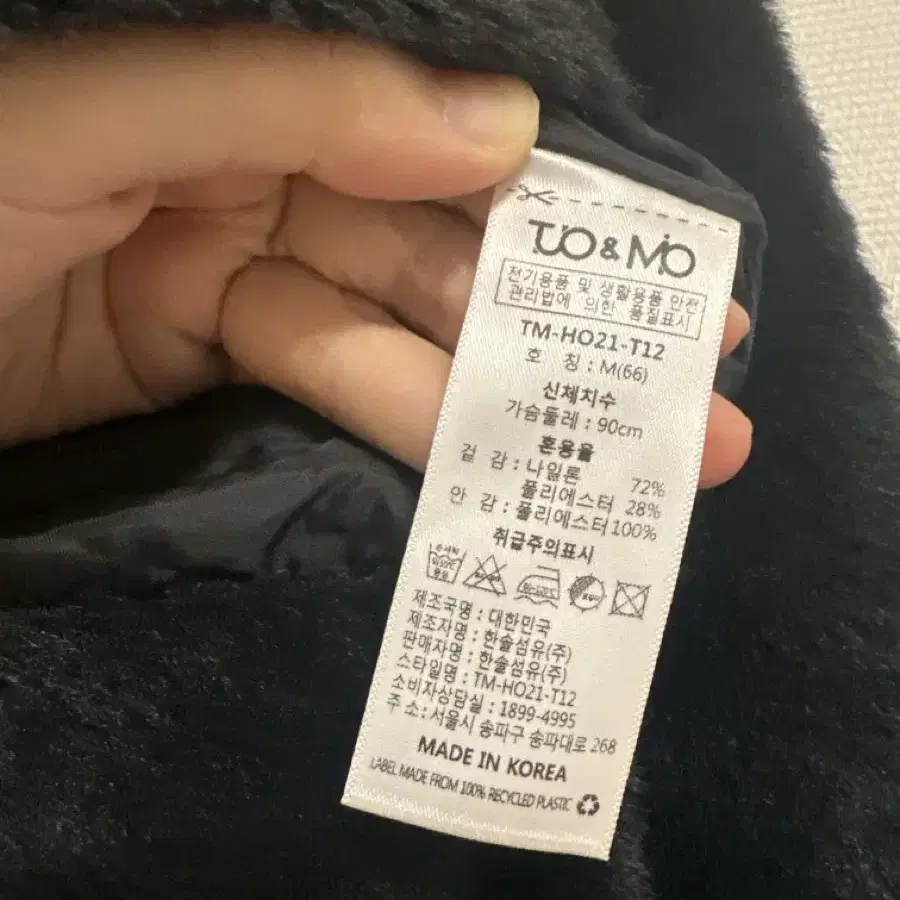 TUO & MIO
전기용품 및 생활용품 안전
관리법에 의한 품질표시
TM-HO21-T12
호 칭 : M(66)
신체치수
가슴둘레 : 90cm
혼용율
겉 감 : 나일론 72%
폴리에스터 28%
안 감 : 폴리에스터 100%
취급주의표시
손세탁
제조국명 : 대한민국
제조자명 : 한솔섬유(주)
판매자명 : 한솔섬유(주)
스타일명 : TM-HO21-T12
소비자상담실 : 1899-4995
주 소 : 서울시 송파구 송파대로 268
MADE IN KOREA
LABEL MADE FROM 100% RECYCLED PLASTIC